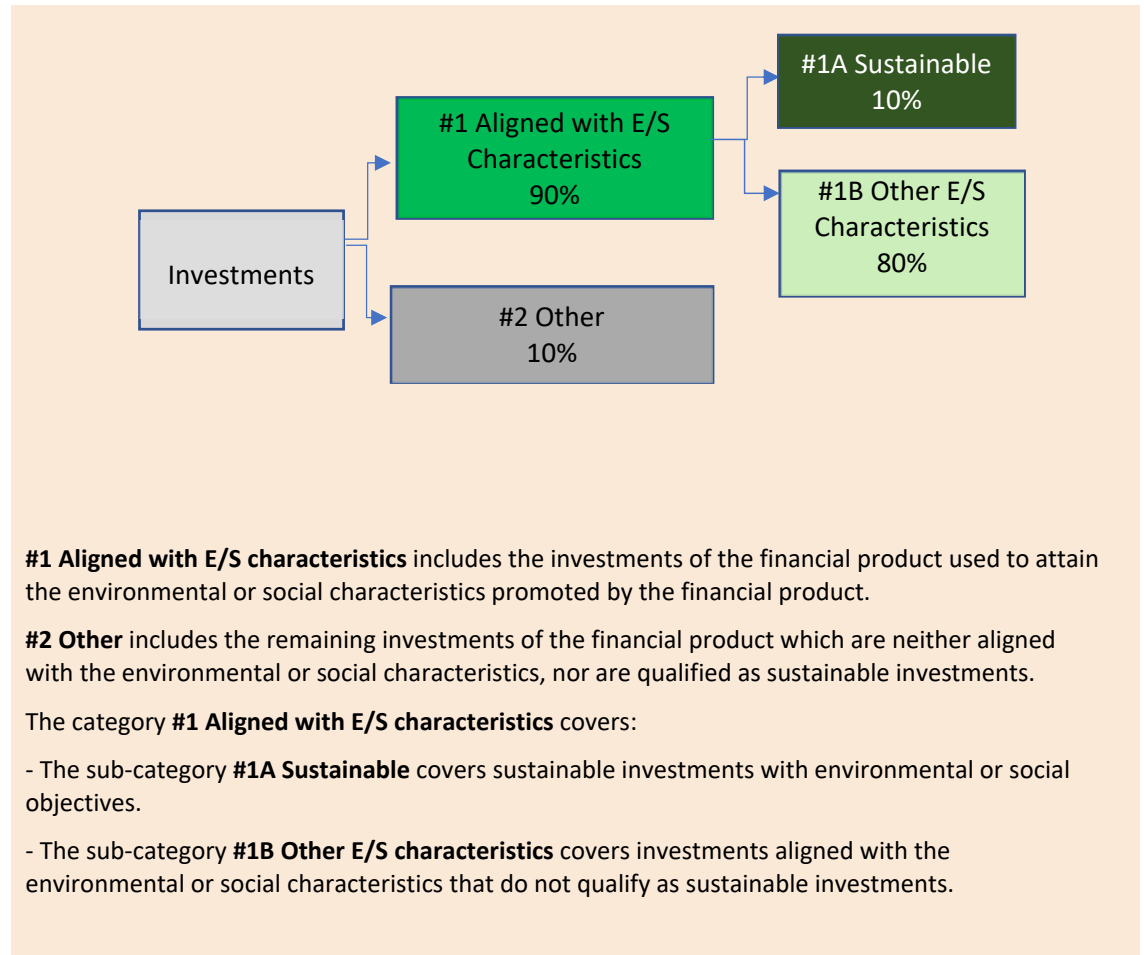 #1A Sustainable
10%
#1 Aligned with E/S
Characteristics
90%
#1B Other E/S
Characteristics
80%
Investments
#2 Other
10%
#1 Aligned with E/S characteristics includes the investments of the financial product used to attain
the environmental or social characteristics promoted by the financial product.
#2 Other includes the remaining investments of the financial product which are neither aligned
with the environmental or social characteristics, nor are qualified as sustainable investments.
The category #1 Aligned with E/S characteristics covers:
- The sub-category #1A Sustainable covers sustainable investments with environmental or social
objectives.
- The sub-category #1B Other E/S characteristics covers investments aligned with the
environmental or social characteristics that do not qualify as sustainable investments.